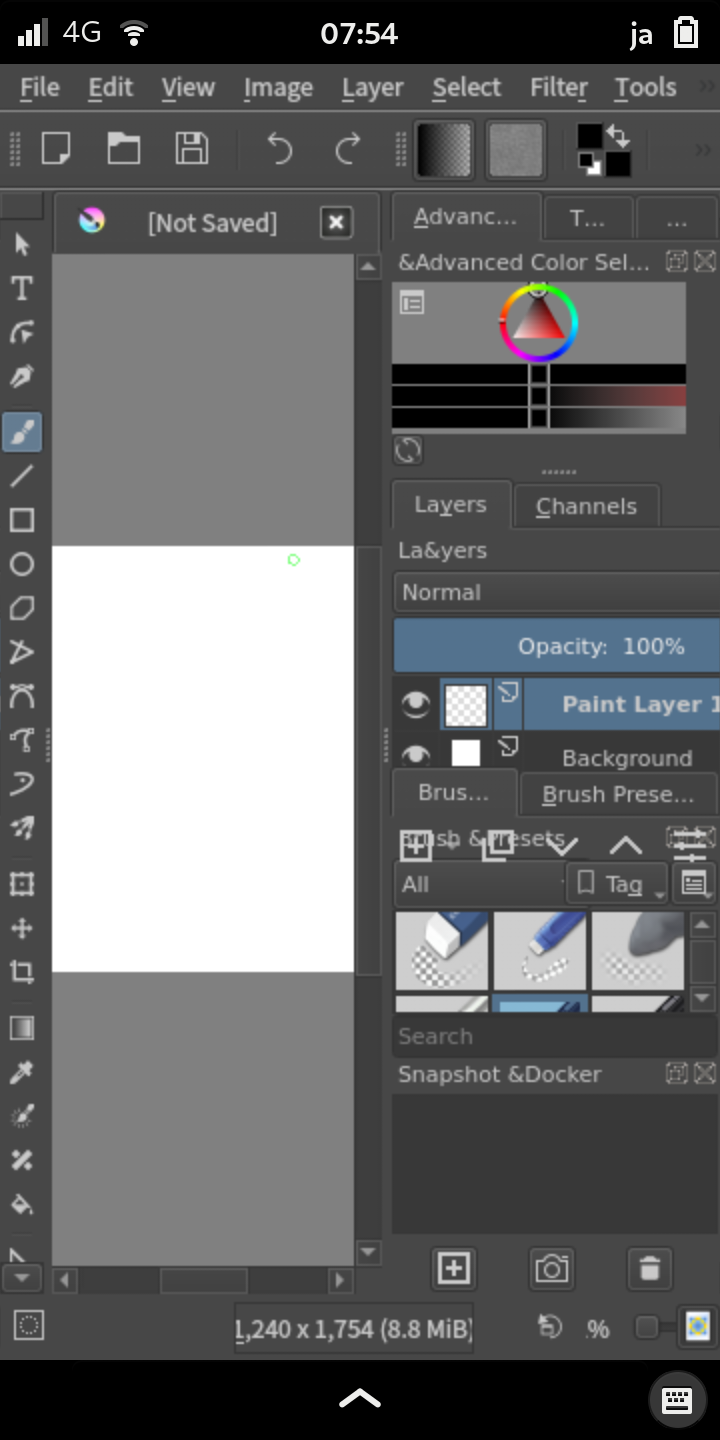 4G 07:54 ja
File Edit View Image Layer Select Filter Tools
[Not Saved]
Advanc... T... ...
&Advanced Color Sel...
Layers Channels
La&yers
Normal
Opacity: 100%
Paint Layer 1
Background
Brus... Brush Prese...
Brush &Presets
All Tag
Search
Snapshot &Docker
1,240 x 1,754 (8.8 MiB) %